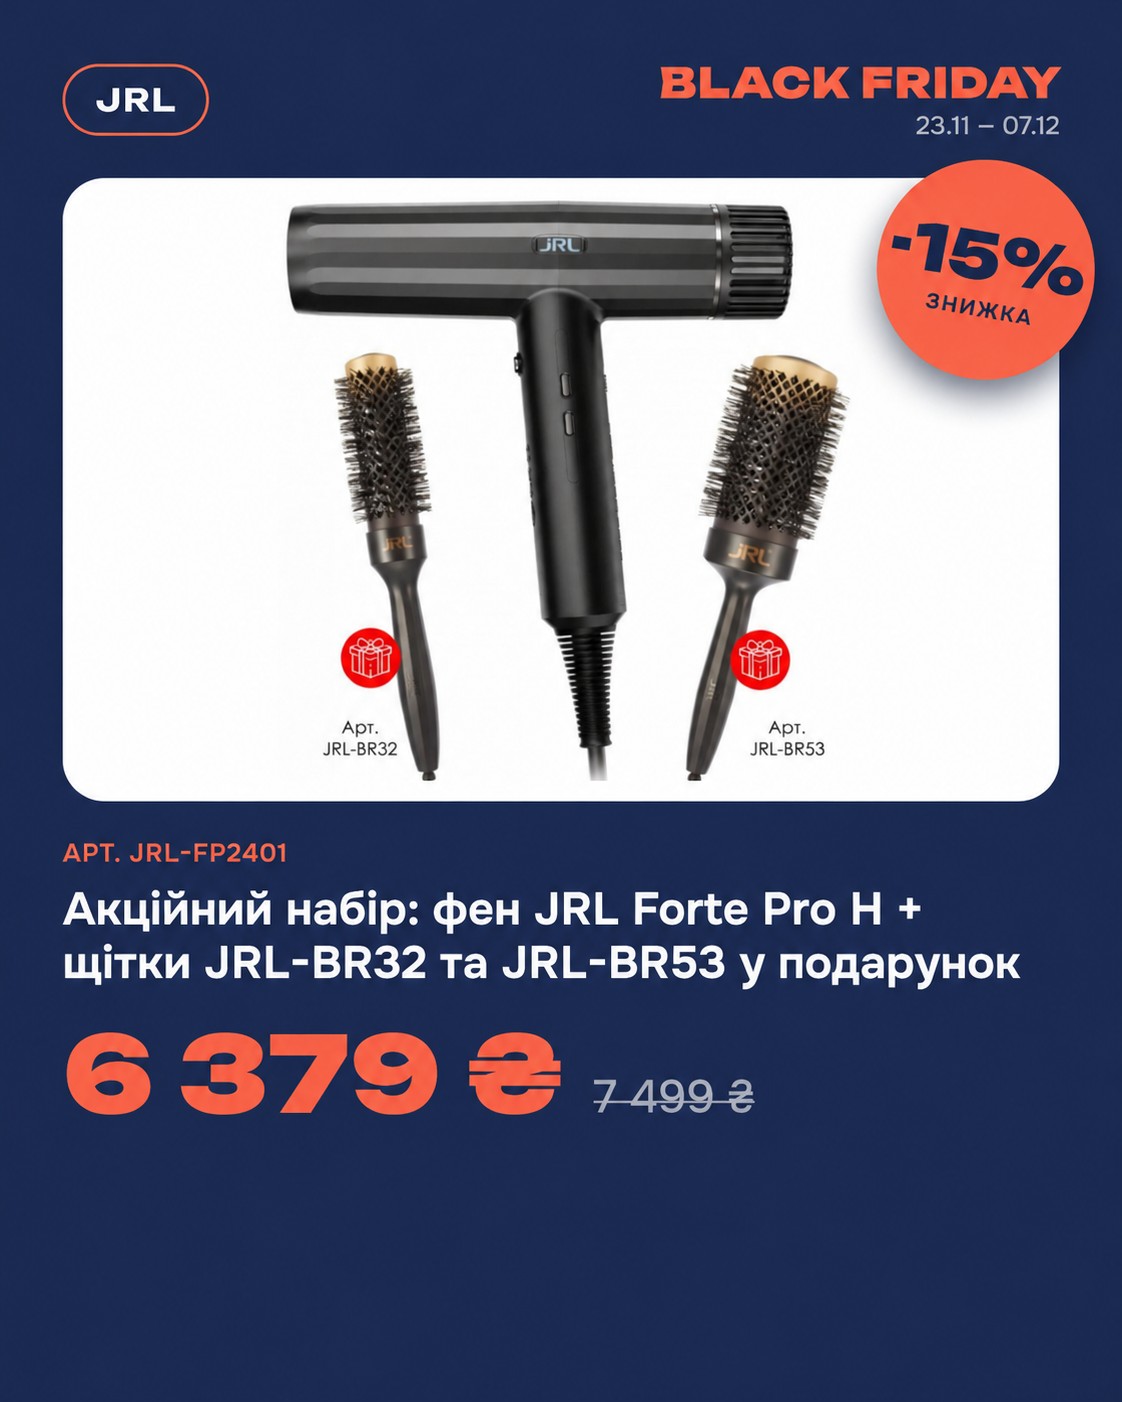 JRL
BLACK FRIDAY
23.11 – 07.12
-15%
ЗНИЖКА
JRL
JRL
JRL
Арт.
JRL-BR32
Арт.
JRL-BR53
АРТ. JRL-FP2401
Акційний набір: фен JRL Forte Pro H +
щітки JRL-BR32 та JRL-BR53 у подарунок
6 379 ₴ 7 499 ₴